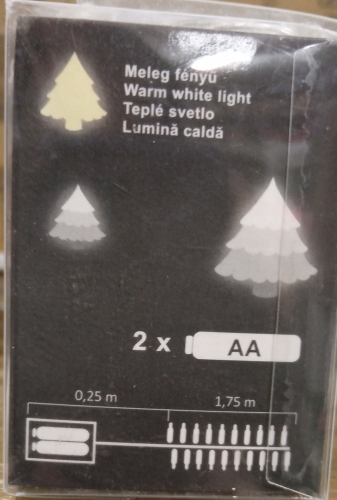 Meleg fényű
Warm white light
Teplé svetlo
Lumină caldă
2 x AA
0,25 m 1,75 m